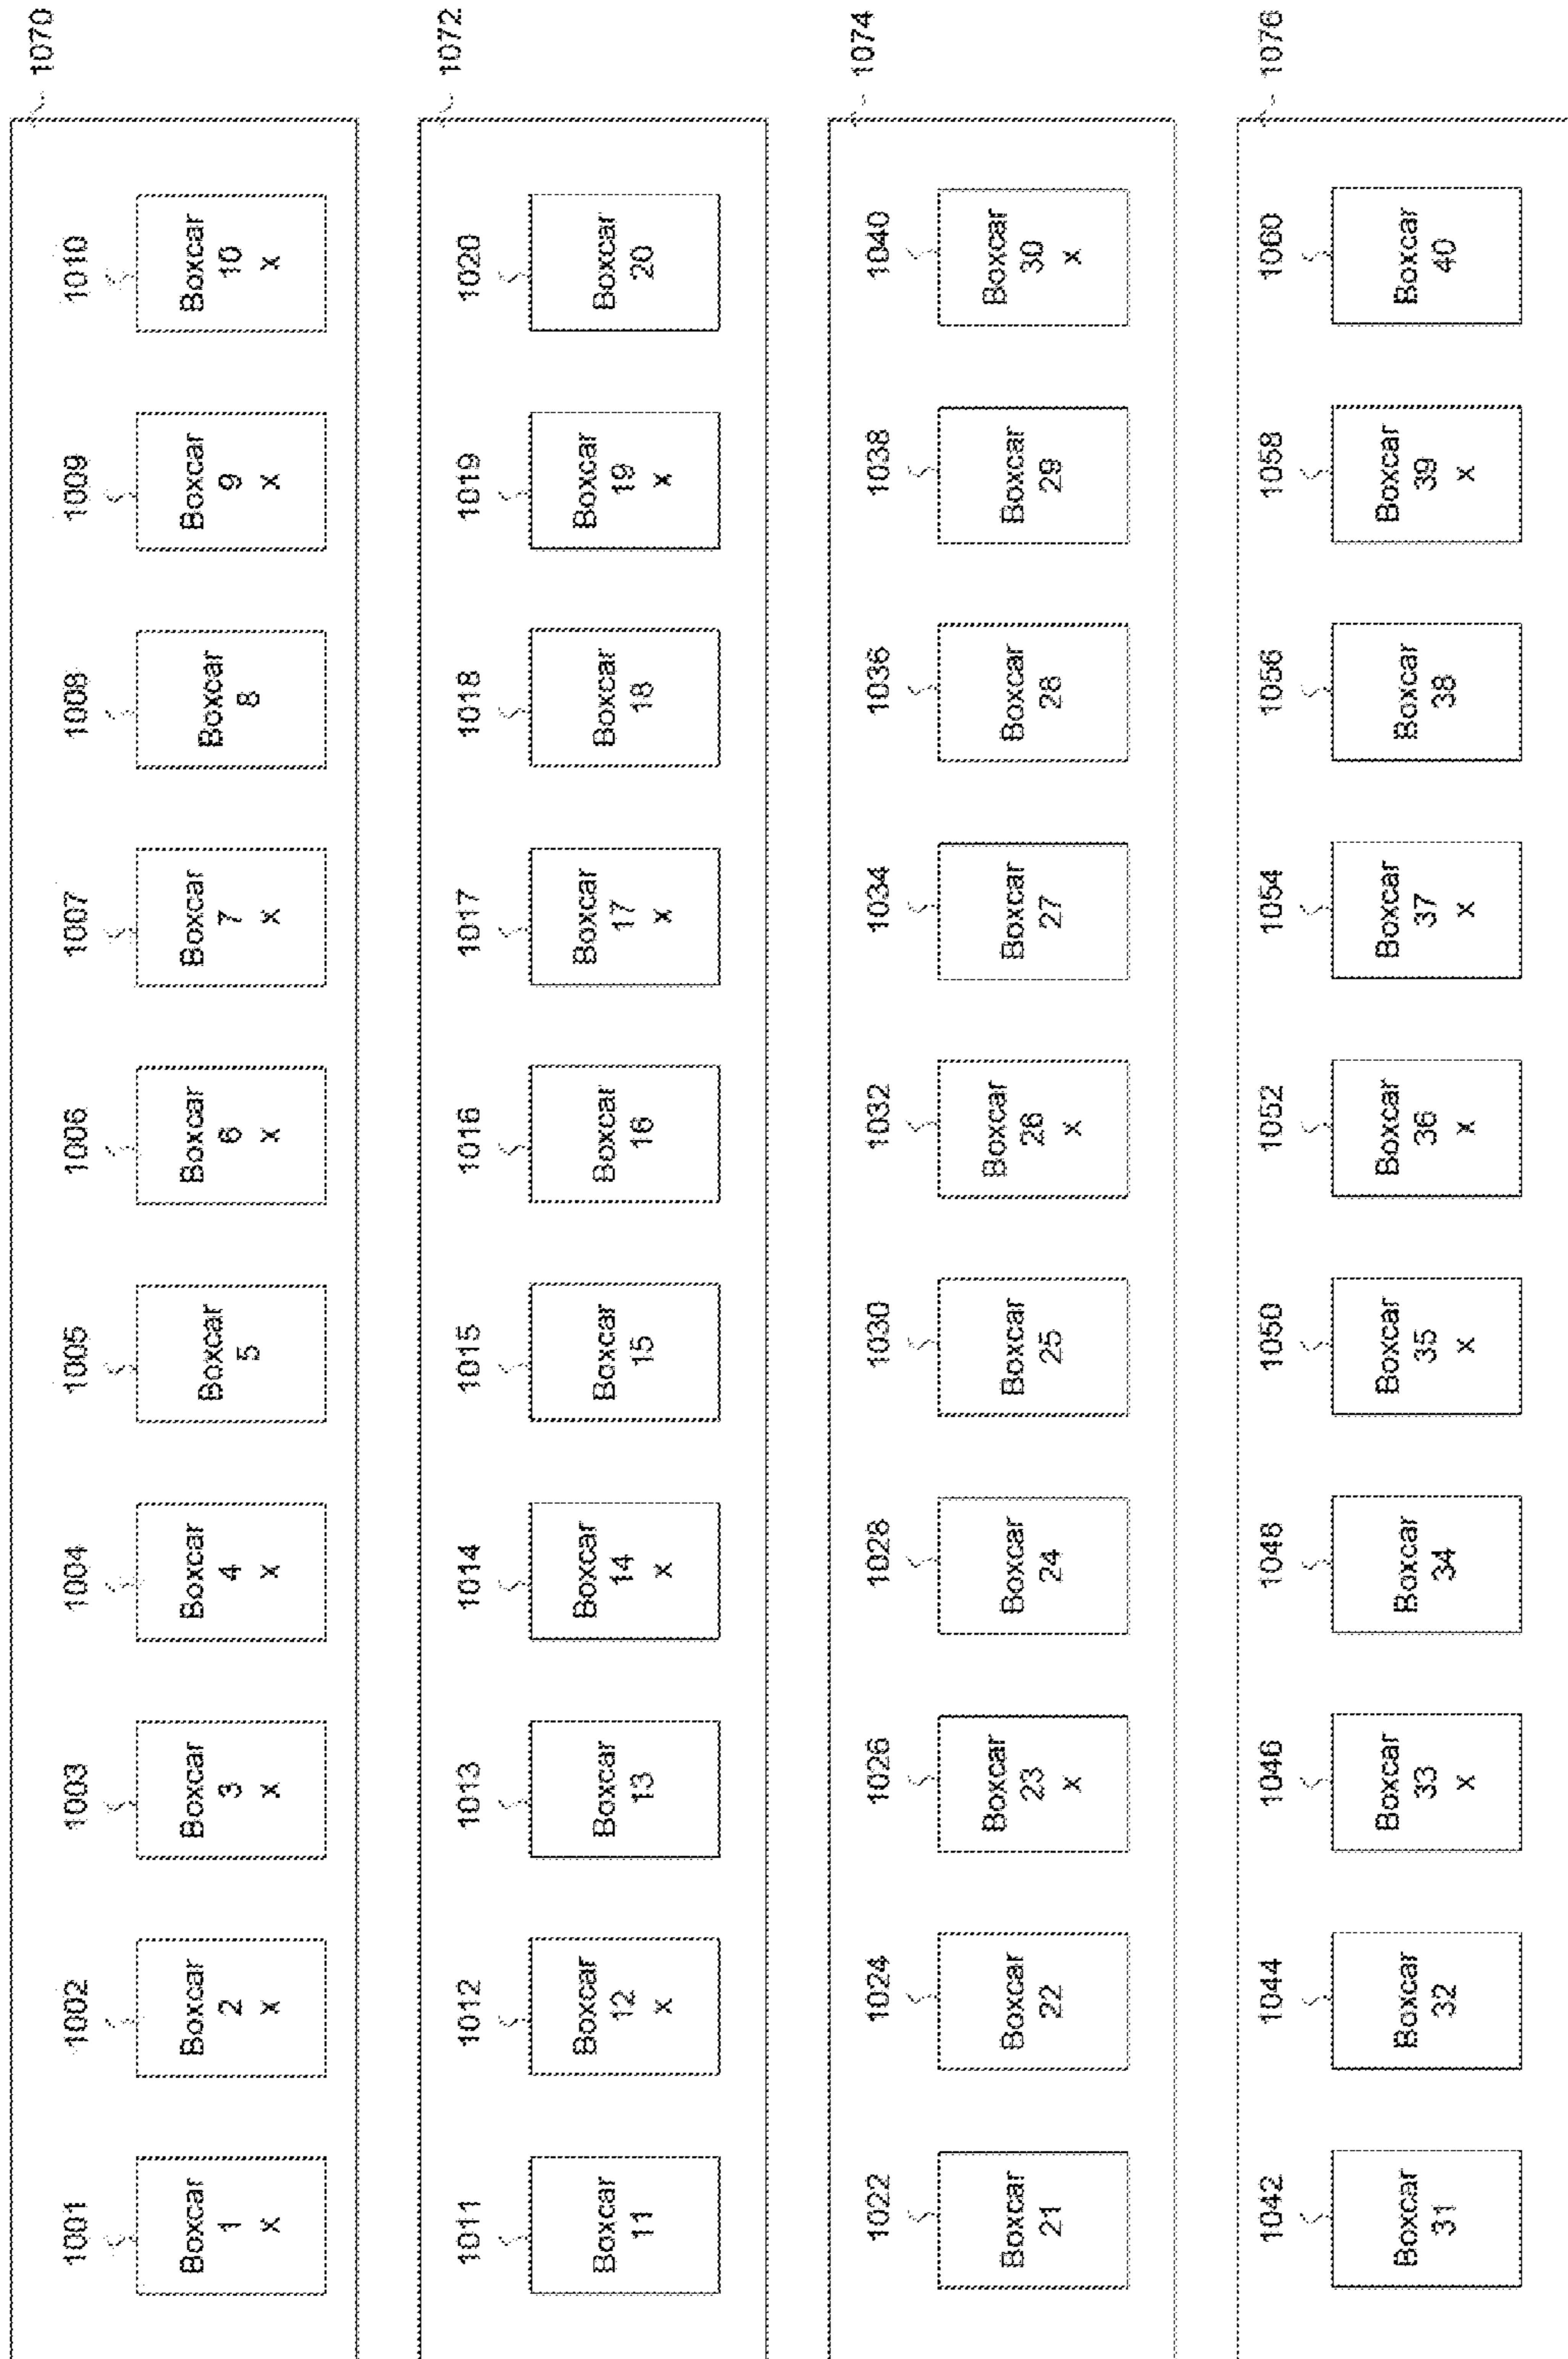 1070
1001 1002 1003 1004 1005 1006 1007 1008 1009 1010
Boxcar Boxcar Boxcar Boxcar Boxcar Boxcar Boxcar Boxcar Boxcar Boxcar
1 2 3 4 5 6 7 8 9 10
X X X X X X X X
1072
1011 1012 1013 1014 1015 1016 1017 1018 1019 1020
Boxcar Boxcar Boxcar Boxcar Boxcar Boxcar Boxcar Boxcar Boxcar Boxcar
11 12 13 14 15 16 17 18 19 20
X X X X
1074
1022 1024 1026 1028 1030 1032 1034 1036 1038 1040
Boxcar Boxcar Boxcar Boxcar Boxcar Boxcar Boxcar Boxcar Boxcar Boxcar
21 22 23 24 25 26 27 28 29 30
X X X
1076
1042 1044 1046 1048 1050 1052 1054 1056 1058 1060
Boxcar Boxcar Boxcar Boxcar Boxcar Boxcar Boxcar Boxcar Boxcar Boxcar
31 32 33 34 35 36 37 38 39 40
X X X X X